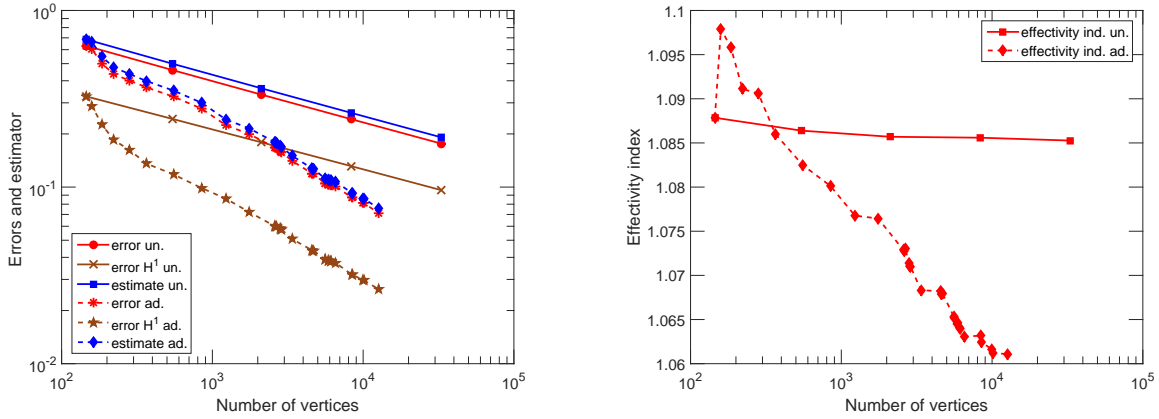 10^0
10^-1
10^-2
10^2
10^3
10^4
10^5
Number of vertices
Errors and estimator
error un.
error H^1 un.
estimate un.
error ad.
error H^1 ad.
estimate ad.
1.1
1.095
1.09
1.085
1.08
1.075
1.07
1.065
1.06
10^2
10^3
10^4
10^5
Number of vertices
Effectivity index
effectivity ind. un.
effectivity ind. ad.